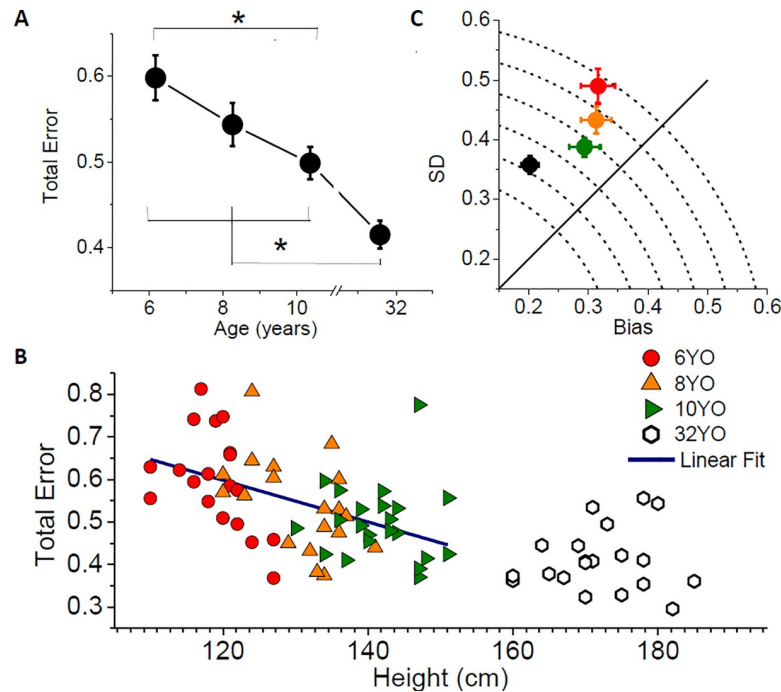 A
*
0.6
0.5
0.4
Total Error
*
6
8
10
32
Age (years)
C
0.6
0.5
0.4
0.3
0.2
SD
0.2
0.3
0.4
0.5
0.6
Bias
B
6YO
8YO
10YO
32YO
Linear Fit
0.8
0.7
0.6
0.5
0.4
0.3
Total Error
120
140
160
180
Height (cm)